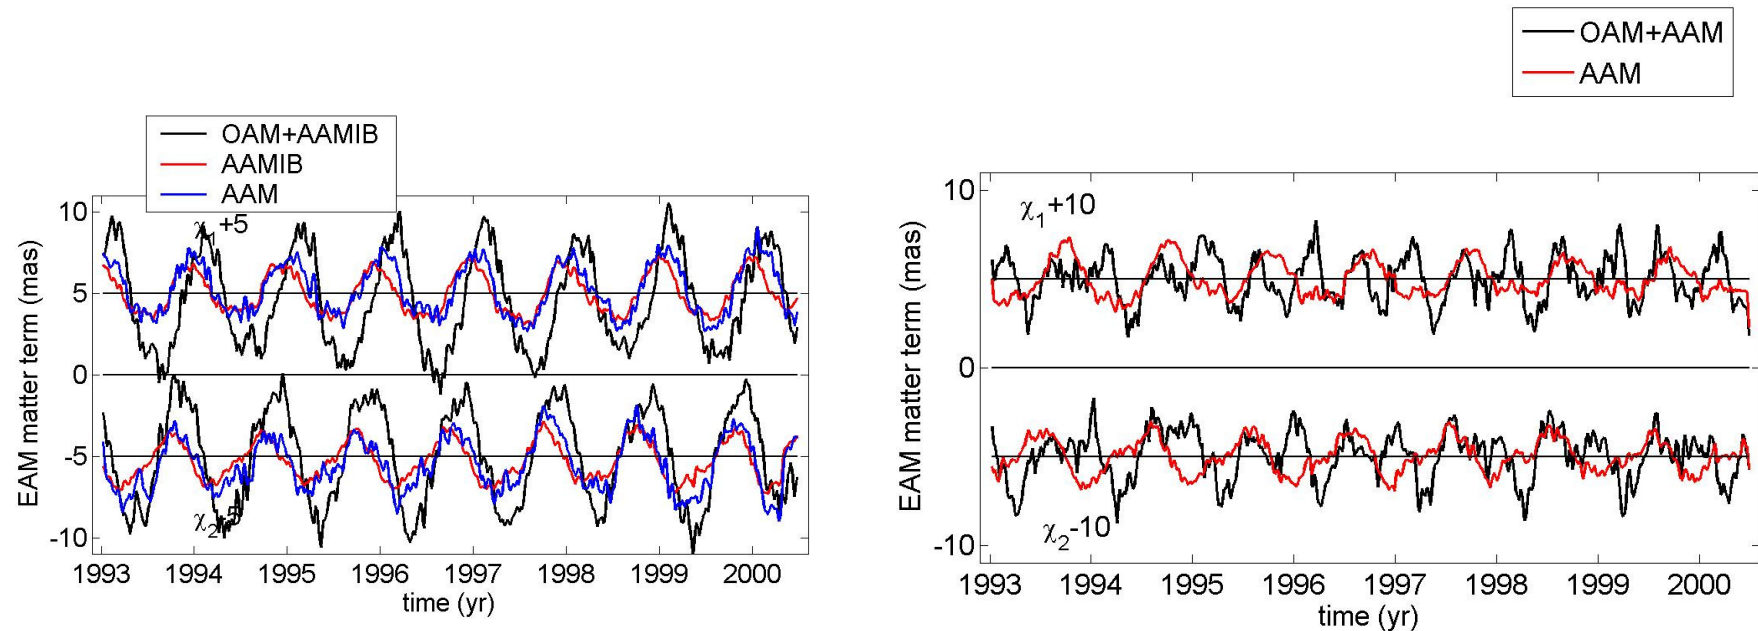 OAM+AAMIB
AAMIB
AAM
χ1+5
χ2-5
EAM matter term (mas)
10
5
0
-5
-10
1993 1994 1995 1996 1997 1998 1999 2000
time (yr)
OAM+AAM
AAM
χ1+10
χ2-10
EAM matter term (mas)
10
0
-10
1993 1994 1995 1996 1997 1998 1999 2000
time (yr)